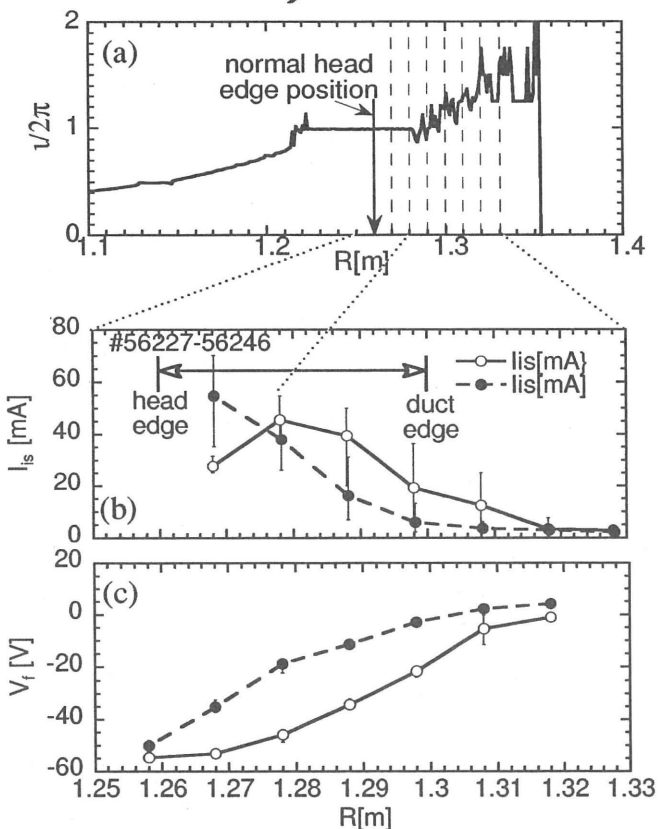 (a)
2
1
0
ι/2π
normal head
edge position
1.1
1.2
1.3
1.4
R[m]
80
60
40
20
0
I_is [mA]
#56227-56246
Iis[mA}
Iis[mA]
head
edge
duct
edge
(b)
20
0
-20
-40
-60
V_f [V]
(c)
1.25
1.26
1.27
1.28
1.29
1.3
1.31
1.32
1.33
R[m]